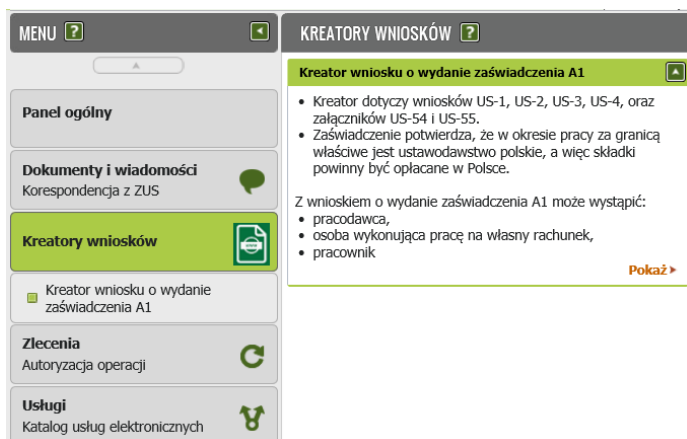 MENU ?
Panel ogólny
Dokumenty i wiadomości
Korespondencja z ZUS
Kreatory wniosków
Kreator wniosku o wydanie
zaświadczenia A1
Zlecenia
Autoryzacja operacji
Usługi
Katalog usług elektronicznych
KREATORY WNIOSKÓW ?
Kreator wniosku o wydanie zaświadczenia A1
• Kreator dotyczy wniosków US-1, US-2, US-3, US-4, oraz
załączników US-54 i US-55.
• Zaświadczenie potwierdza, że w okresie pracy za granicą
właściwe jest ustawodawstwo polskie, a więc składki
powinny być opłacane w Polsce.
Z wnioskiem o wydanie zaświadczenia A1 może wystąpić:
• pracodawca,
• osoba wykonująca pracę na własny rachunek,
• pracownik
Pokaż